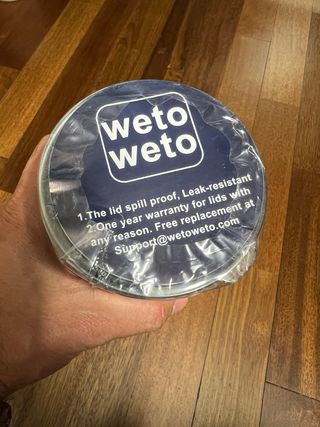 weto
weto
1.The lid spill proof, Leak-resistant
2.One year warranty for lids with
any reason. Free replacement at
Support@wetoweto.com